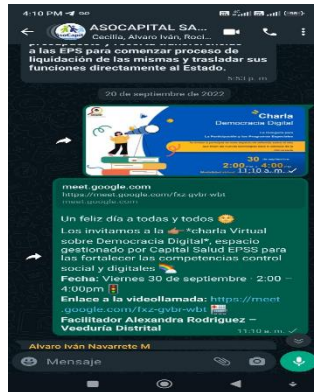 4:10 PM
ASOCAPITAL SA...
Cecilia, Alvaro Iván, Roci...
a las EPS para comenzar proceso de
liquidación de las mismas y trasladar sus
funciones directamente al Estado.
5:53 p. m.
20 de septiembre de 2022
Charla
Democracia Digital
30
2:00 - 4:00
11:10 a. m.
meet.google.com
https://meet.google.com/fxz-gvbr-wbt
meet.google.com
Un feliz día a todas y todos
Los invitamos a la *charla Virtual
sobre Democracia Digital*, espacio
gestionado por Capital Salud EPSS para
las fortalecer las competencias control
social y digitales
Fecha: Viernes 30 de septiembre · 2:00 –
4:00pm
Enlace a la videollamada: https://meet
.google.com/fxz-gvbr-wbt
Facilitador Alexandra Rodriguez –
Veeduría Distrital
11:10 a. m.
Alvaro Iván Navarrete M
Mensaje